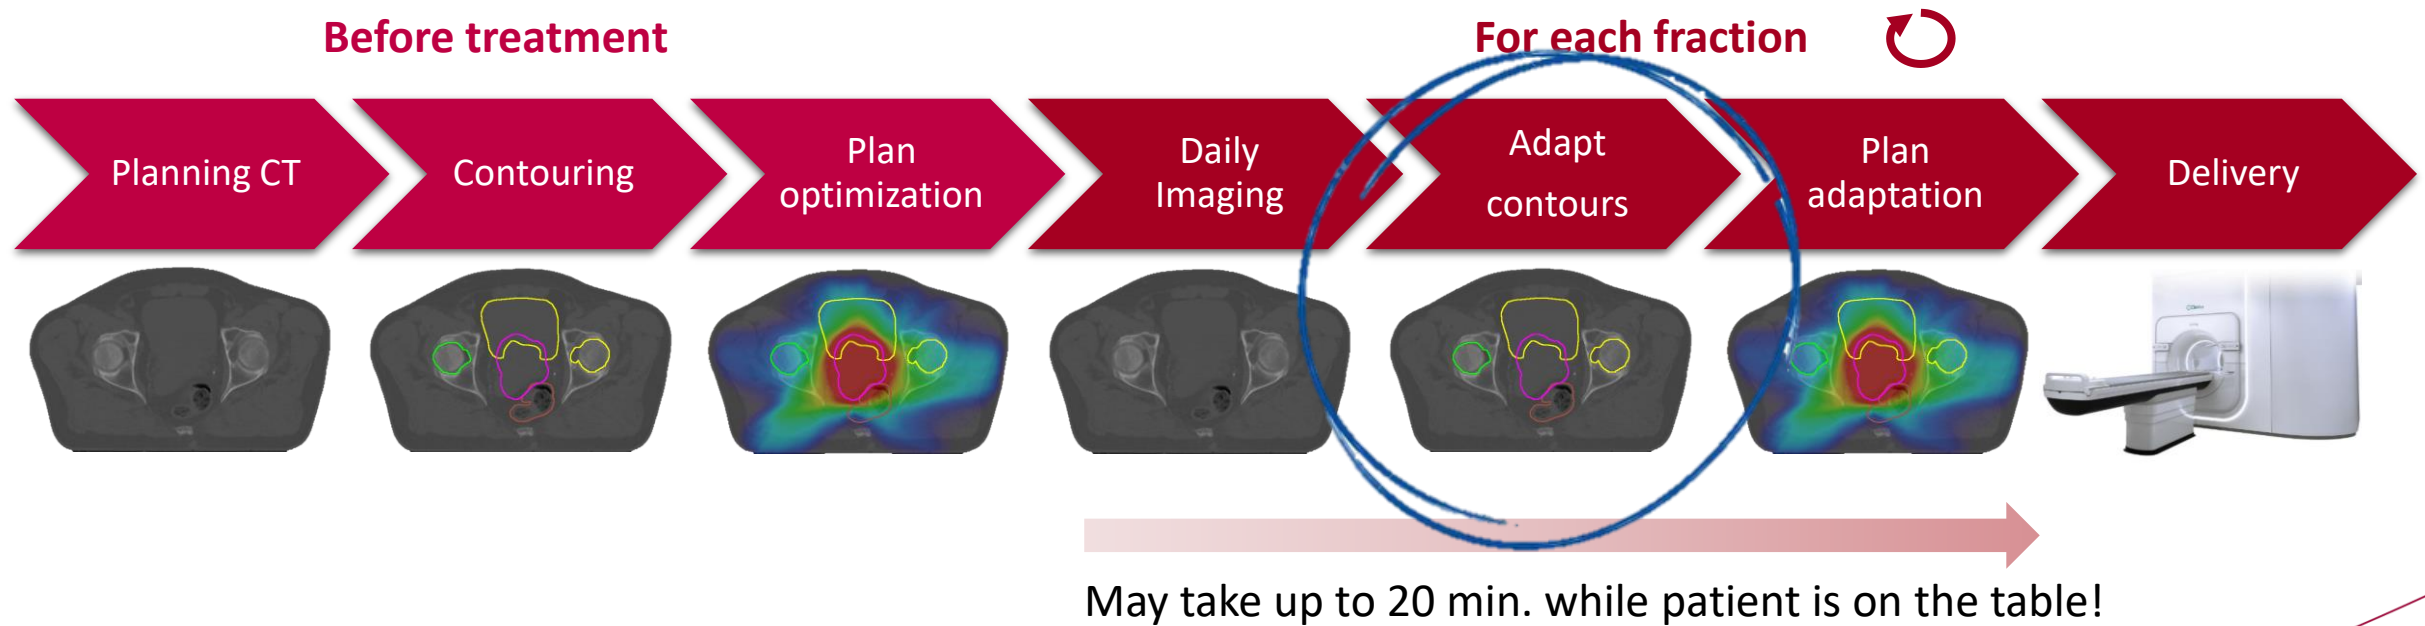 Before treatment
For each fraction
Planning CT
Contouring
Plan
optimization
Daily
Imaging
Adapt
contours
Plan
adaptation
Delivery
May take up to 20 min. while patient is on the table!